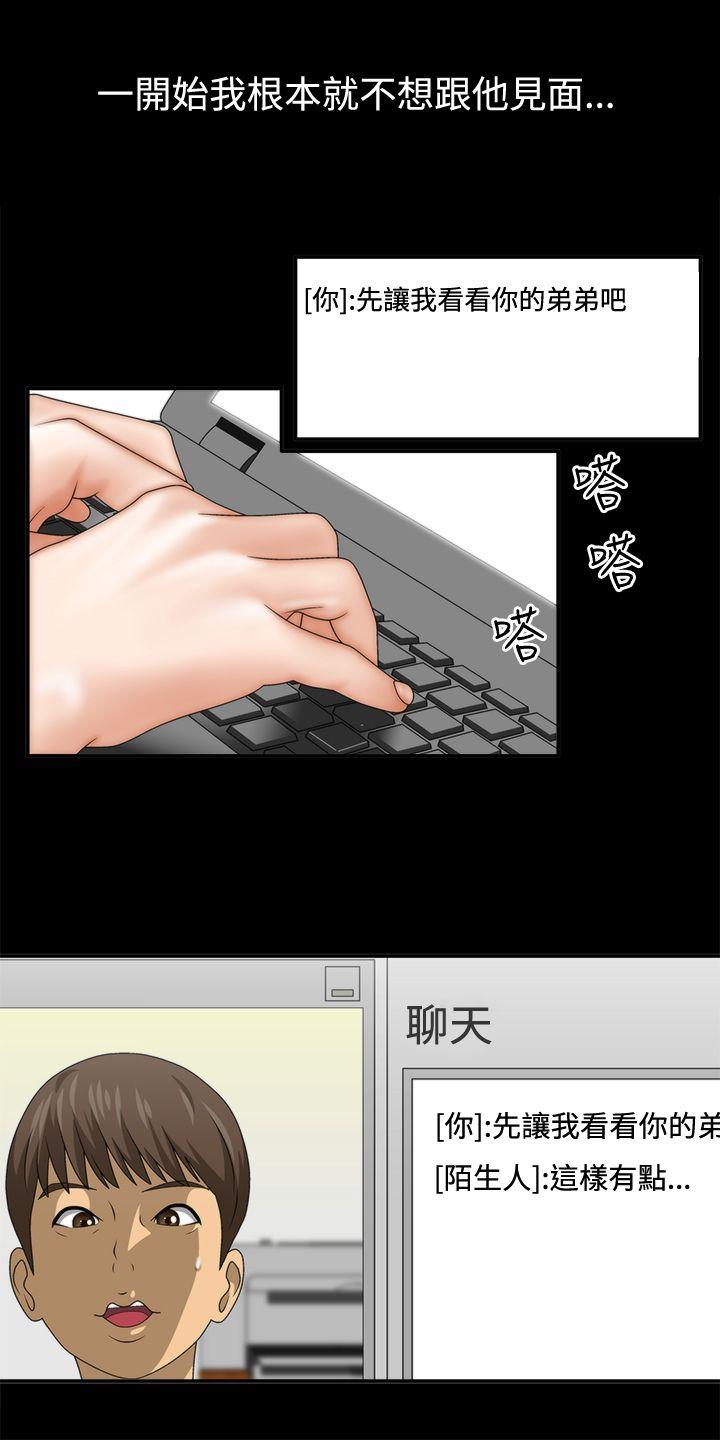 一開始我根本就不想跟他見面...
[你]:先讓我看看你的弟弟吧
嗒
嗒
嗒
聊天
[你]:先讓我看看你的弟
[陌生人]:這樣有點...